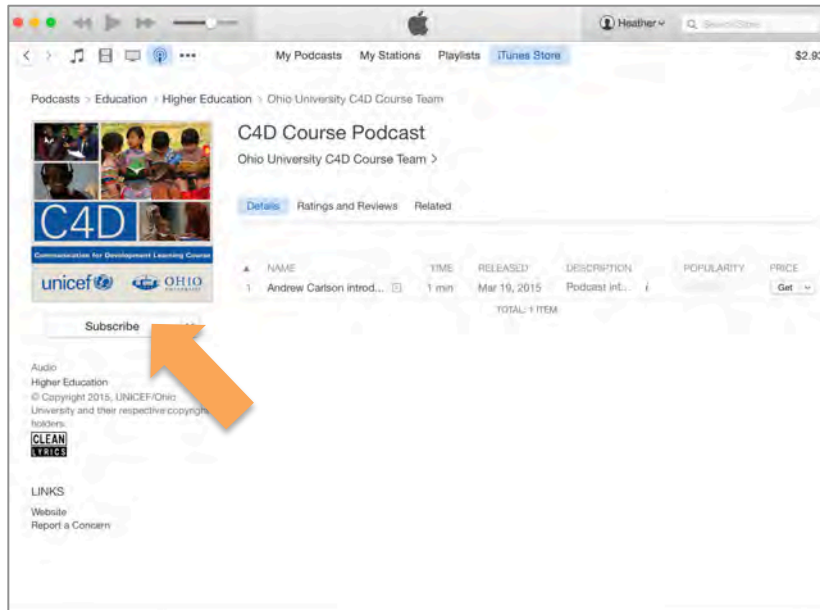 Heather
Search Store
My Podcasts My Stations Playlists iTunes Store
Podcasts > Education > Higher Education > Ohio University C4D Course Team
C4D Course Podcast
Ohio University C4D Course Team >
Details Ratings and Reviews Related
C4D
Communication for Development Learning Course
unicef OHIO
UNIVERSITY
NAME TIME RELEASED DESCRIPTION POPULARITY PRICE
1 Andrew Carlson introd... 1 min Mar 19, 2015 Podcast int... i Get
TOTAL: 1 ITEM
Subscribe
Audio
Higher Education
© Copyright 2015, UNICEF/Ohio
University and their respective copyright
holders.
CLEAN
LYRICS
LINKS
Website
Report a Concern